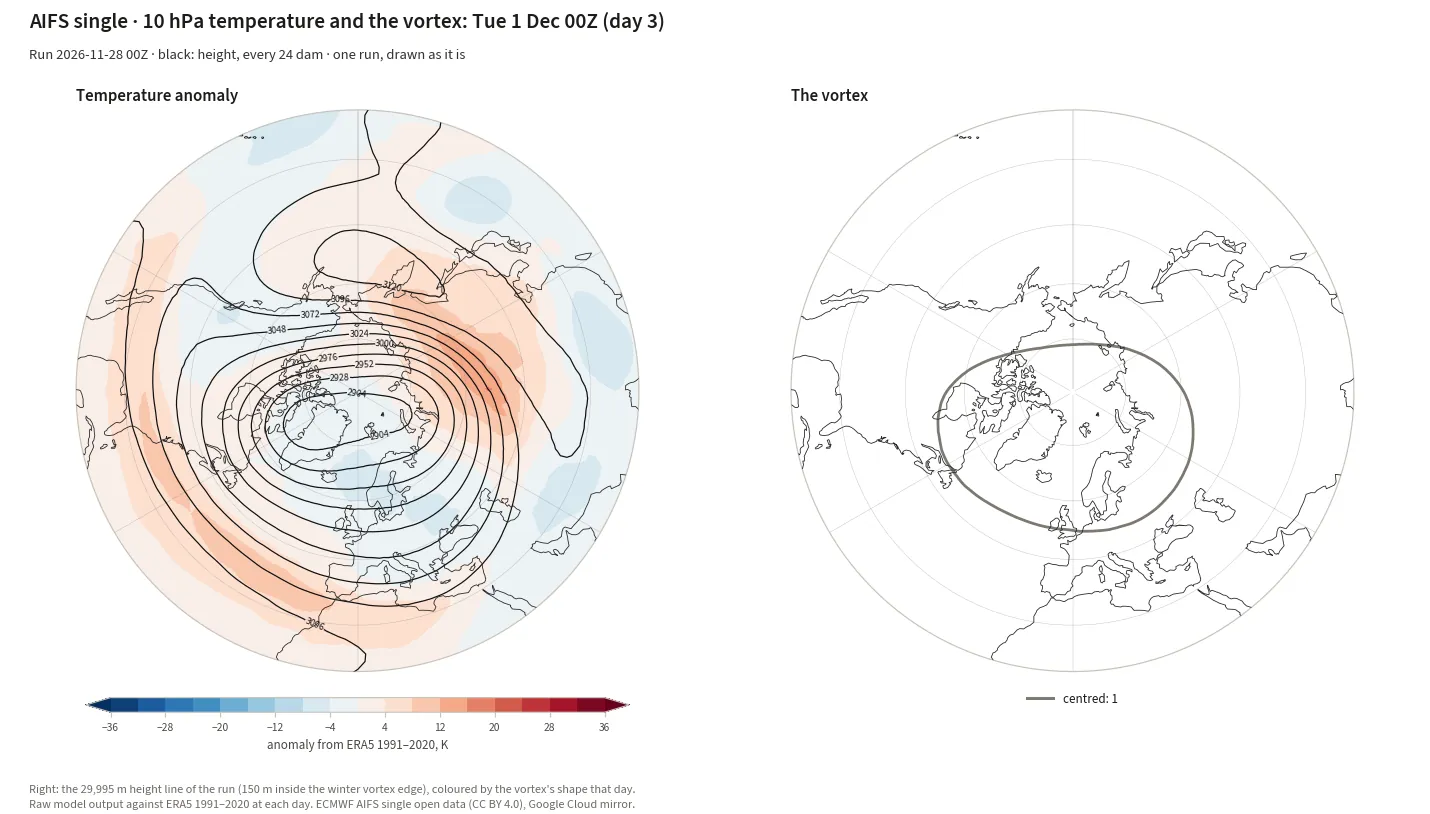 AIFS single · 10 hPa temperature and the vortex: Tue 1 Dec 00Z (day 3)
Run 2026-11-28 00Z · black: height, every 24 dam · one run, drawn as it is
Temperature anomaly
The vortex
3120
3096
3072
3048
3024
3000
2976
2952
2928
2904
2904
3096
−36 −28 −20 −12 −4 4 12 20 28 36
anomaly from ERA5 1991–2020, K
centred: 1
Right: the 29,995 m height line of the run (150 m inside the winter vortex edge), coloured by the vortex's shape that day.
Raw model output against ERA5 1991–2020 at each day. ECMWF AIFS single open data (CC BY 4.0), Google Cloud mirror.